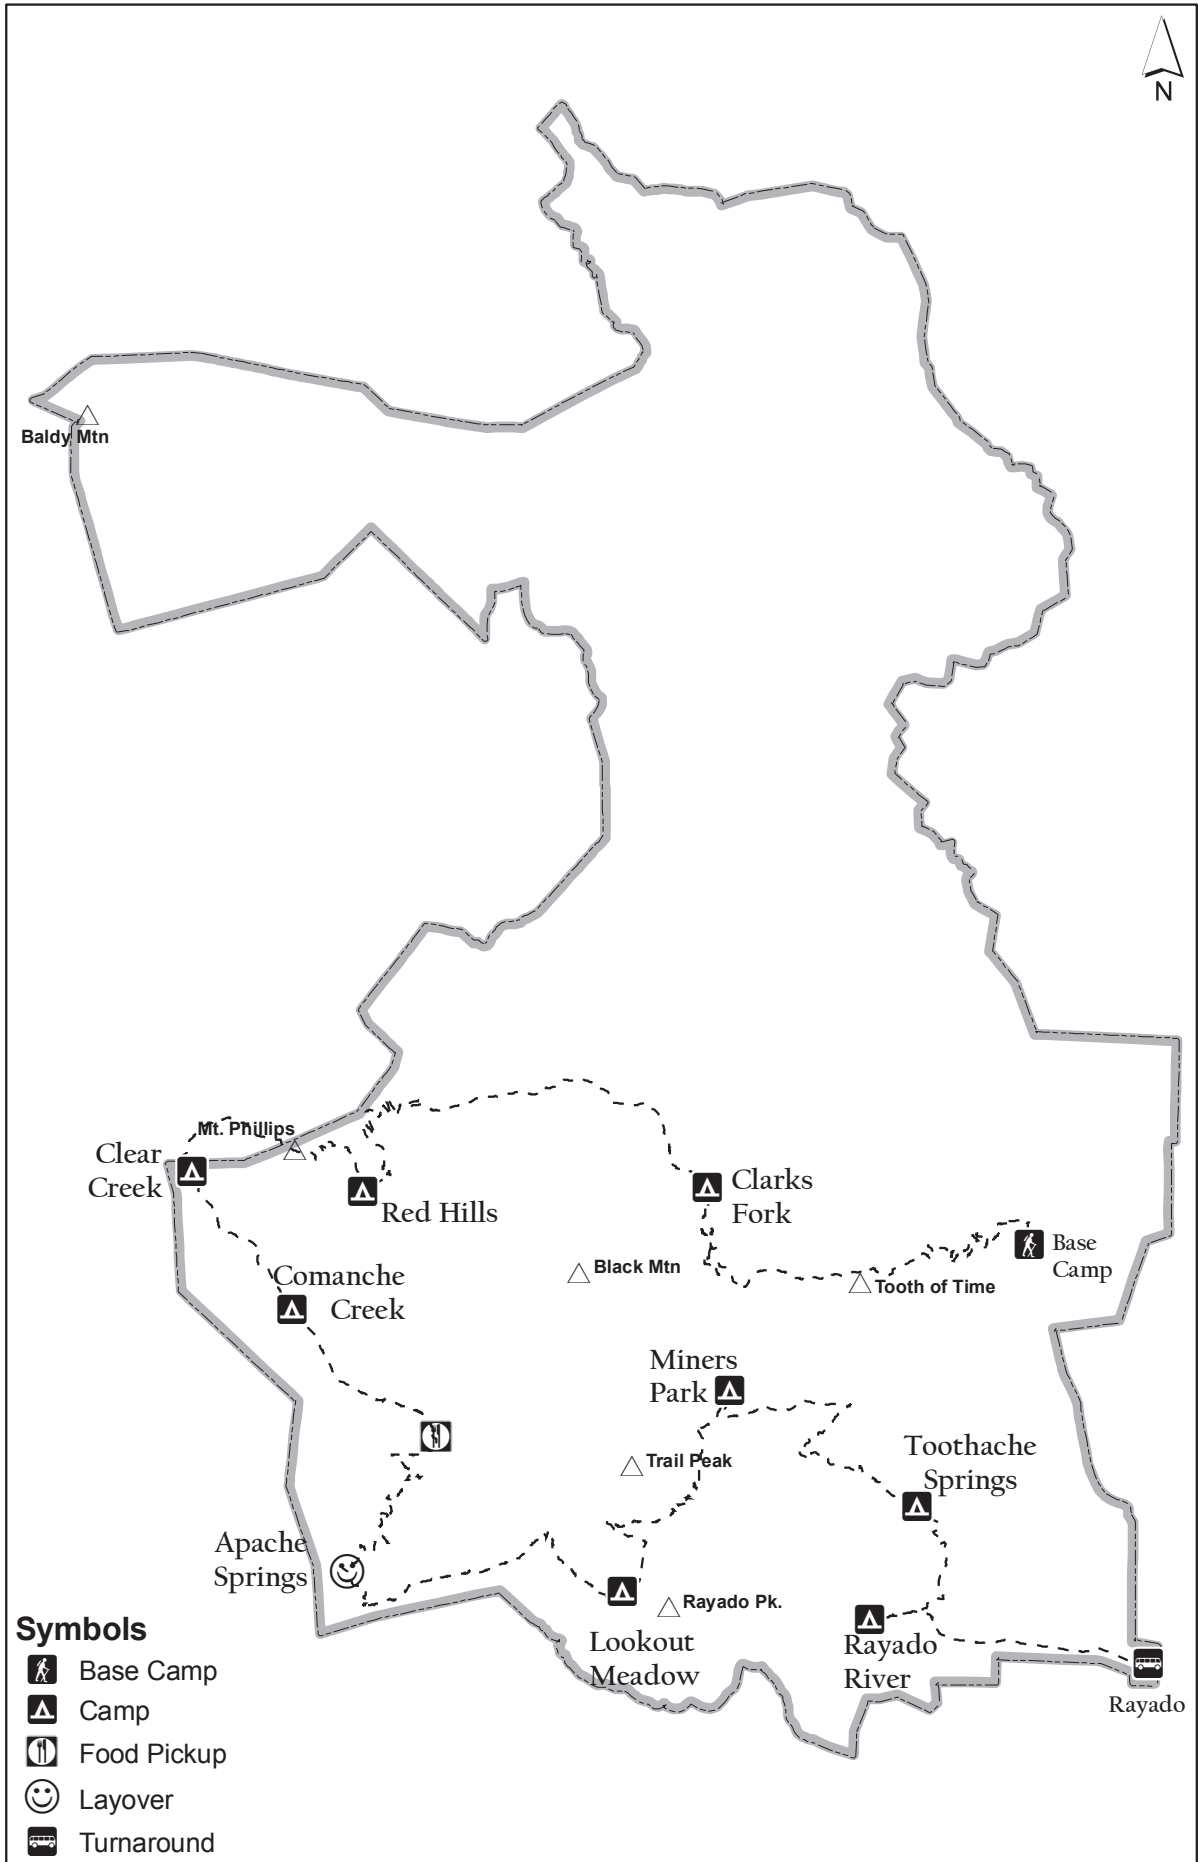 N
Baldy Mtn
Mt. Phillips
Clear
Creek
Red Hills
Clarks
Fork
Base
Camp
Black Mtn
Tooth of Time
Comanche
Creek
Miners
Park
Toothache
Springs
Trail Peak
Apache
Springs
Rayado Pk.
Lookout
Meadow
Rayado
River
Rayado
Symbols
Base Camp
Camp
Food Pickup
Layover
Turnaround